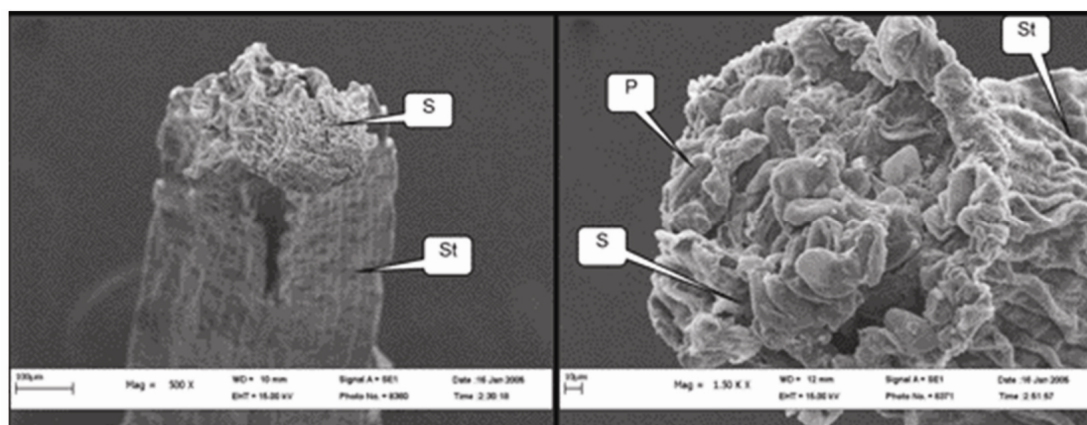 S
St
100µm
Mag = 500 X
WD = 10 mm
EHT = 15.00 kV
Signal A = SE1
Photo No. = 6360
Date :16 Jan 2005
Time :2:30:18
St
P
S
10µm
Mag = 1.50 K X
WD = 12 mm
EHT = 15.00 kV
Signal A = SE1
Photo No. = 6371
Date :16 Jan 2005
Time :2:51:57